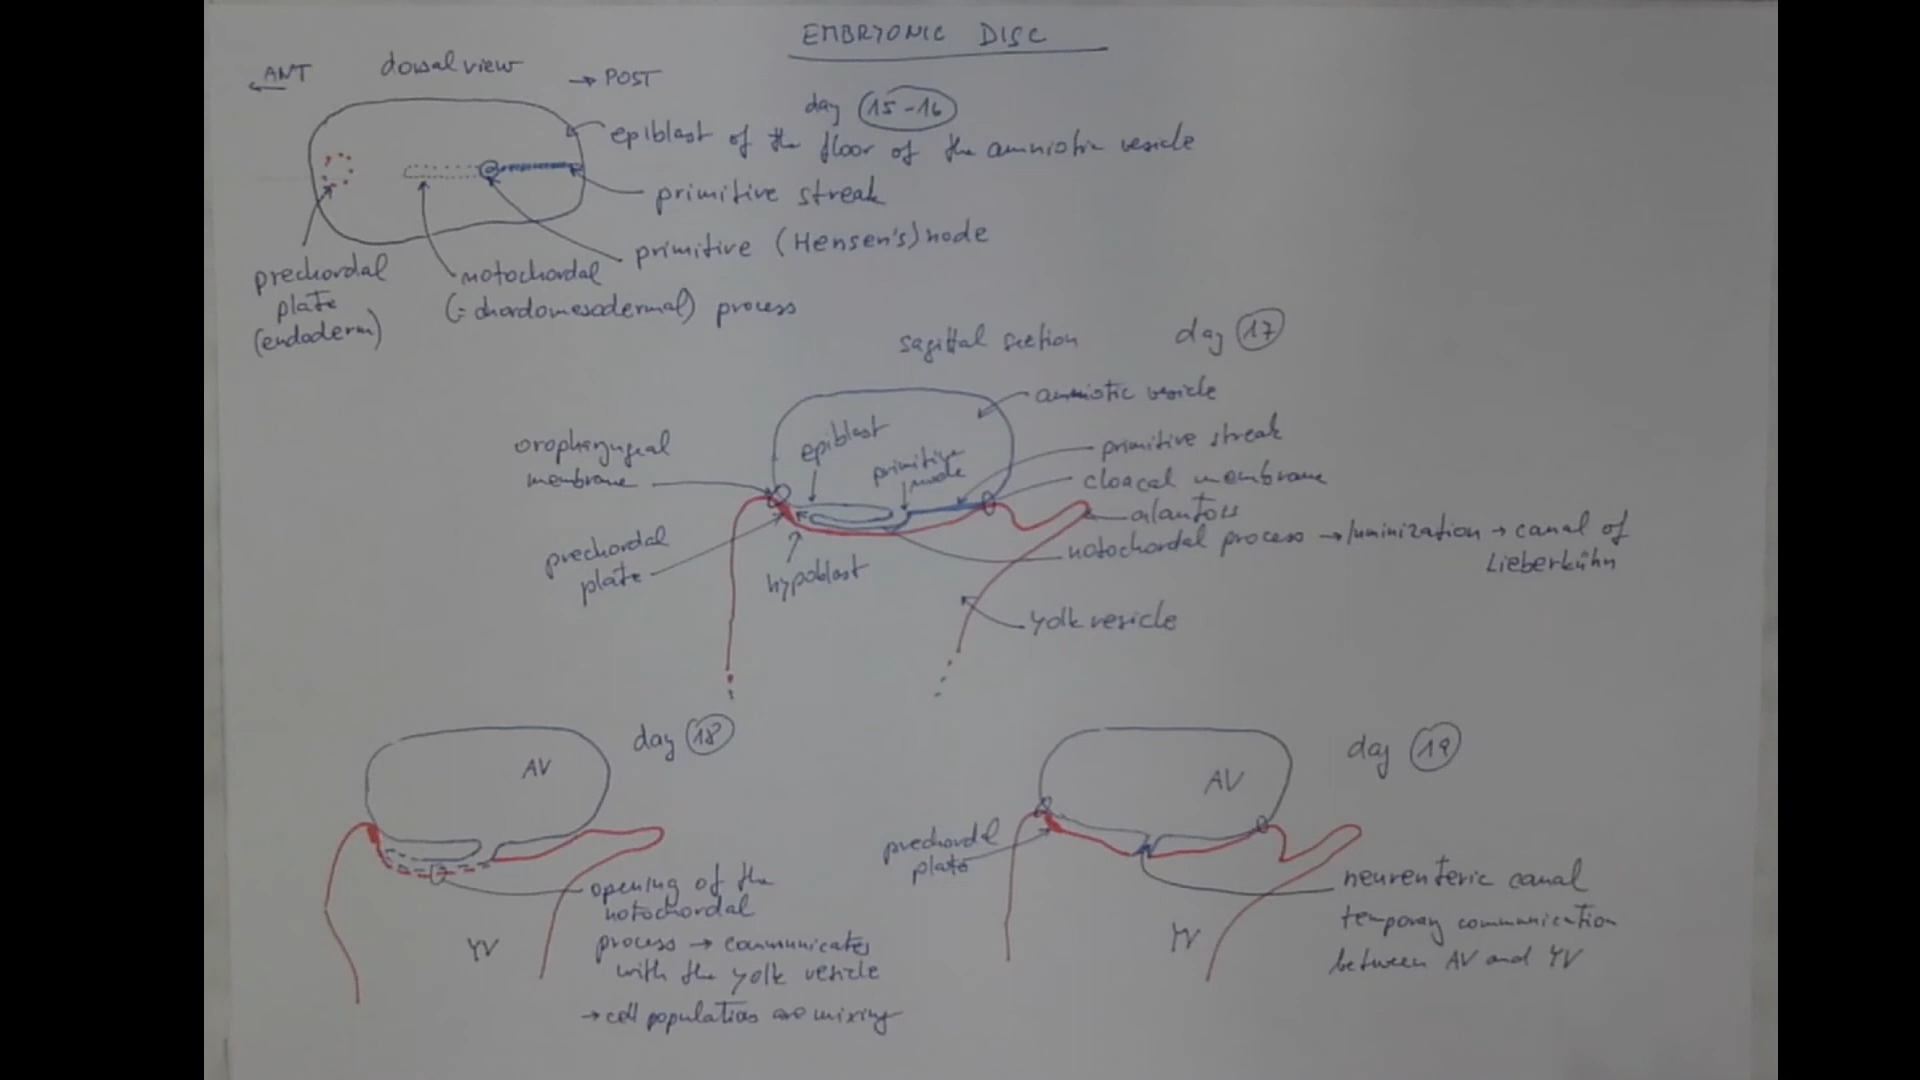 EMBRYONIC DISC
← ANT
dorsal view
→ POST
day 15-16
epiblast of the floor of the amniotic vesicle
primitive streak
primitive (Hensen's) node
prechordal
plate
(endoderm)
notochordal
(= chordomesodermal) process
sagittal section
day 17
amniotic vesicle
oropharyngeal
membrane
epiblast
primitive
node
primitive streak
cloacal membrane
alantois
notochordal process → luminization → canal of
Lieberkühn
prechordal
plate
hypoblast
yolk vesicle
day 18
AV
YV
opening of the
notochordal
process → communicates
with the yolk vesicle
→ cell populations are mixing
day 19
AV
prechordal
plate
YV
neurenteric canal
temporary communication
between AV and YV